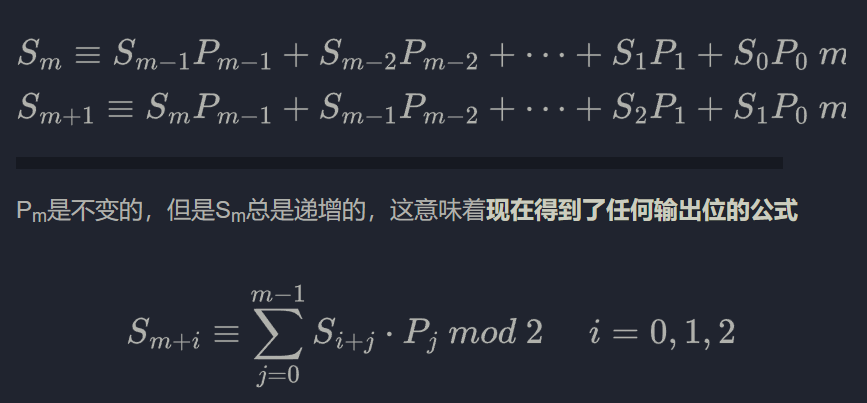 S_m ≡ S_{m−1}P_{m−1} + S_{m−2}P_{m−2} + ⋯ + S_1P_1 + S_0P_0 m
S_{m+1} ≡ S_mP_{m−1} + S_{m−1}P_{m−2} + ⋯ + S_2P_1 + S_1P_0 m
P_m是不变的，但是S_m总是递增的，这意味着现在得到了任何输出位的公式
S_{m+i} ≡ \sum_{j=0}^{m−1} S_{i+j} · P_j mod 2 i = 0, 1, 2